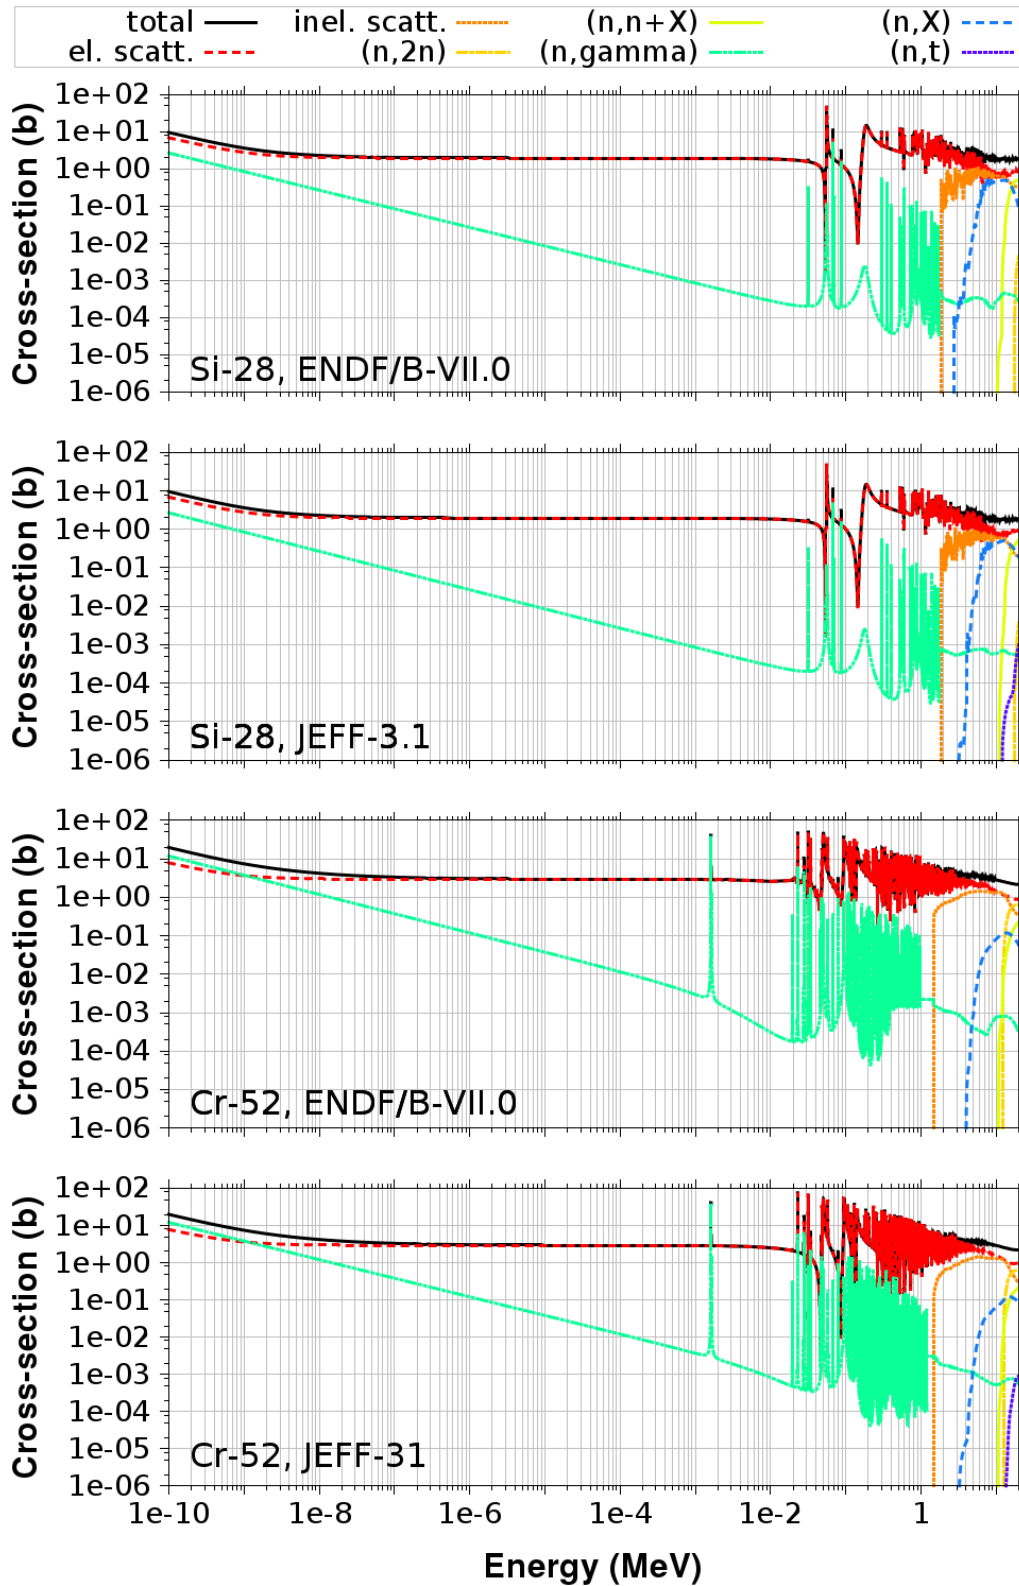 total inel. scatt. (n,n+X) (n,X)
el. scatt. (n,2n) (n,gamma) (n,t)
Cross-section (b)
1e+02
1e+01
1e+00
1e-01
1e-02
1e-03
1e-04
1e-05
1e-06
Si-28, ENDF/B-VII.0
Cross-section (b)
1e+02
1e+01
1e+00
1e-01
1e-02
1e-03
1e-04
1e-05
1e-06
Si-28, JEFF-3.1
Cross-section (b)
1e+02
1e+01
1e+00
1e-01
1e-02
1e-03
1e-04
1e-05
1e-06
Cr-52, ENDF/B-VII.0
Cross-section (b)
1e+02
1e+01
1e+00
1e-01
1e-02
1e-03
1e-04
1e-05
1e-06
Cr-52, JEFF-31
1e-10 1e-8 1e-6 1e-4 1e-2 1
Energy (MeV)